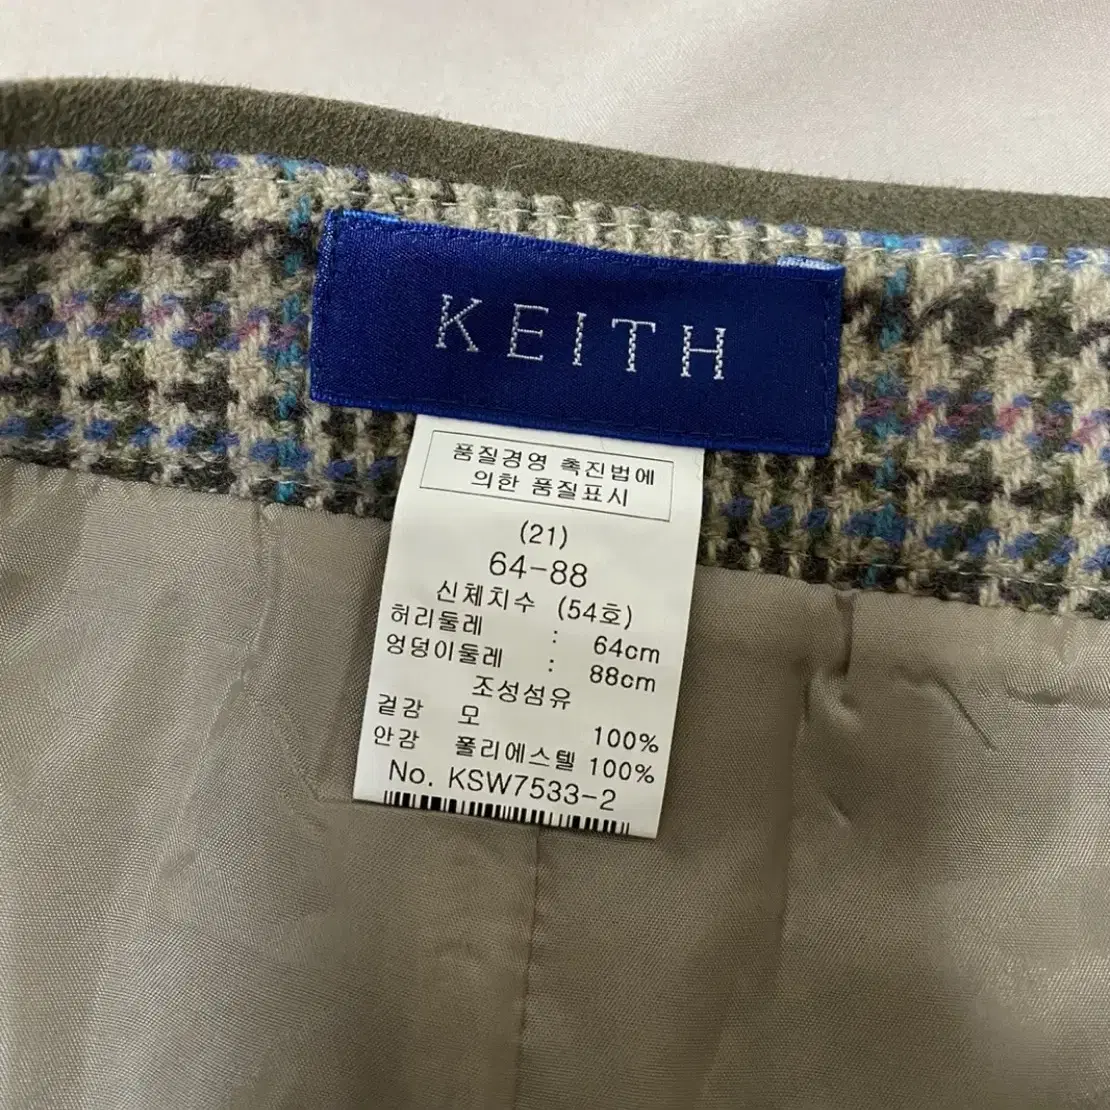 KEITH
품질경영 촉진법에
의한 품질표시
(21)
64-88
신체치수 (54호)
허리둘레 : 64cm
엉덩이둘레 : 88cm
조성섬유
겉감 모 100%
안감 폴리에스텔 100%
No. KSW7533-2